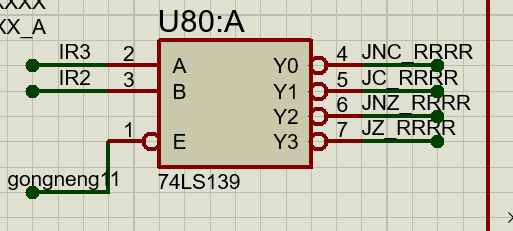 XXXX
XX_A
U80:A
IR3 2 A Y0 4 JNC_RRRR
IR2 3 B Y1 5 JC_RRRR
Y2 6 JNZ_RRRR
1 E Y3 7 JZ_RRRR
gongneng11
74LS139